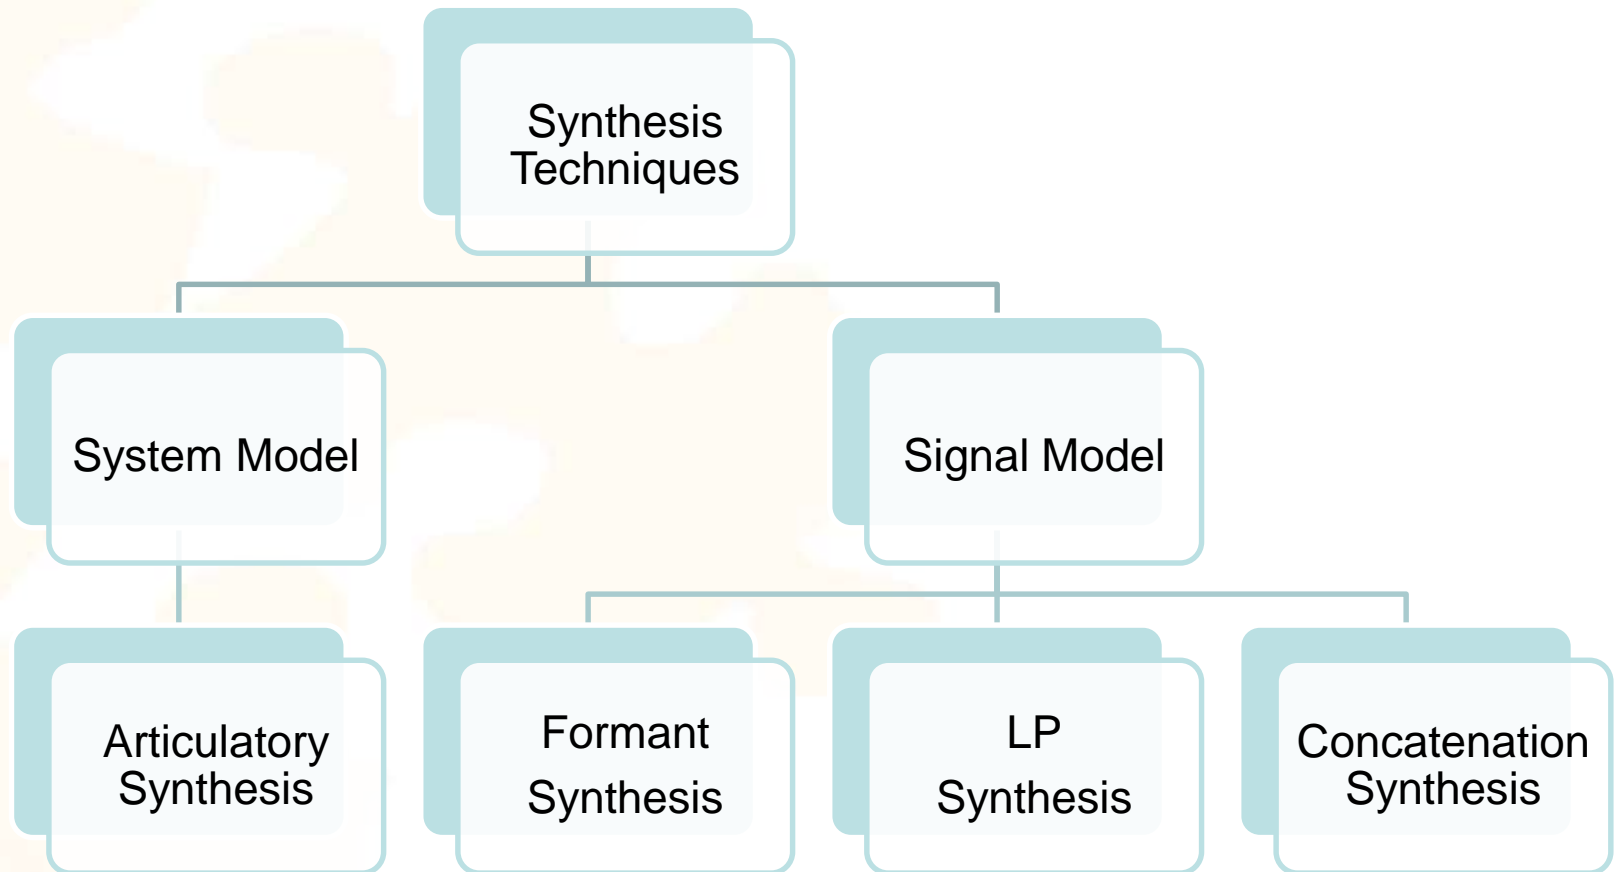 Synthesis
Techniques
System Model
Signal Model
Articulatory
Synthesis
Formant
Synthesis
LP
Synthesis
Concatenation
Synthesis